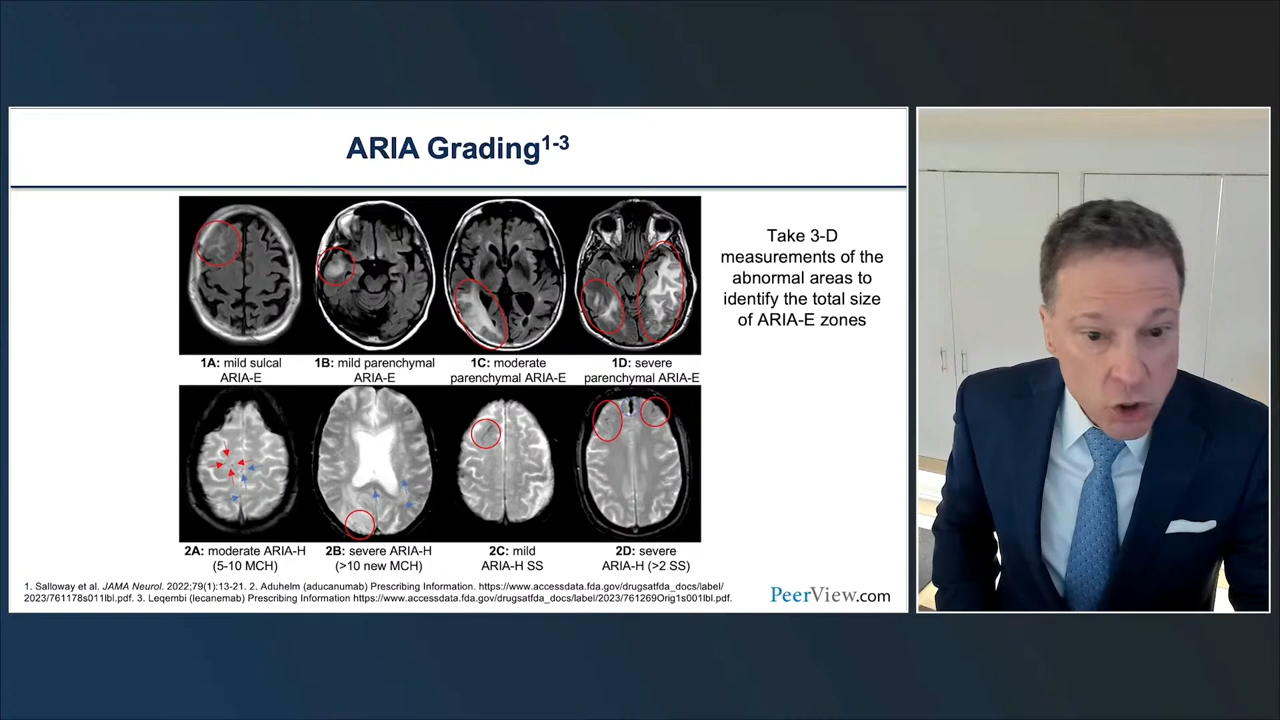 ARIA Grading1-3
Take 3-D
measurements of the
abnormal areas to
identify the total size
of ARIA-E zones
1A: mild sulcal
ARIA-E
1B: mild parenchymal
ARIA-E
1C: moderate
parenchymal ARIA-E
1D: severe
parenchymal ARIA-E
2A: moderate ARIA-H
(5-10 MCH)
2B: severe ARIA-H
(>10 new MCH)
2C: mild
ARIA-H SS
2D: severe
ARIA-H (>2 SS)
1. Salloway et al. JAMA Neurol. 2022;79(1):13-21. 2. Aduhelm (aducanumab) Prescribing Information. https://www.accessdata.fda.gov/drugsatfda_docs/label/
2023/761178s011lbl.pdf. 3. Leqembi (lecanemab) Prescribing Information https://www.accessdata.fda.gov/drugsatfda_docs/label/2023/761269Orig1s001lbl.pdf.
PeerView.com